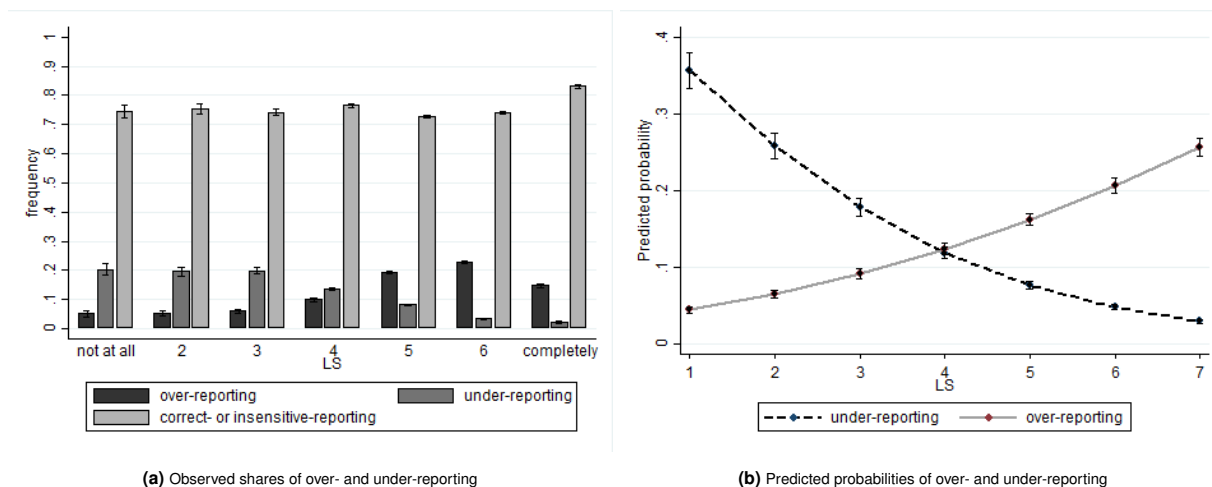 1
.9
.8
.7
.6
.5
.4
.3
.2
.1
0
frequency
not at all 2 3 4 5 6 completely
LS
over-reporting under-reporting
correct- or insensitive-reporting
(a) Observed shares of over- and under-reporting
.4
.3
.2
.1
0
Predicted probability
1 2 3 4 5 6 7
LS
under-reporting over-reporting
(b) Predicted probabilities of over- and under-reporting